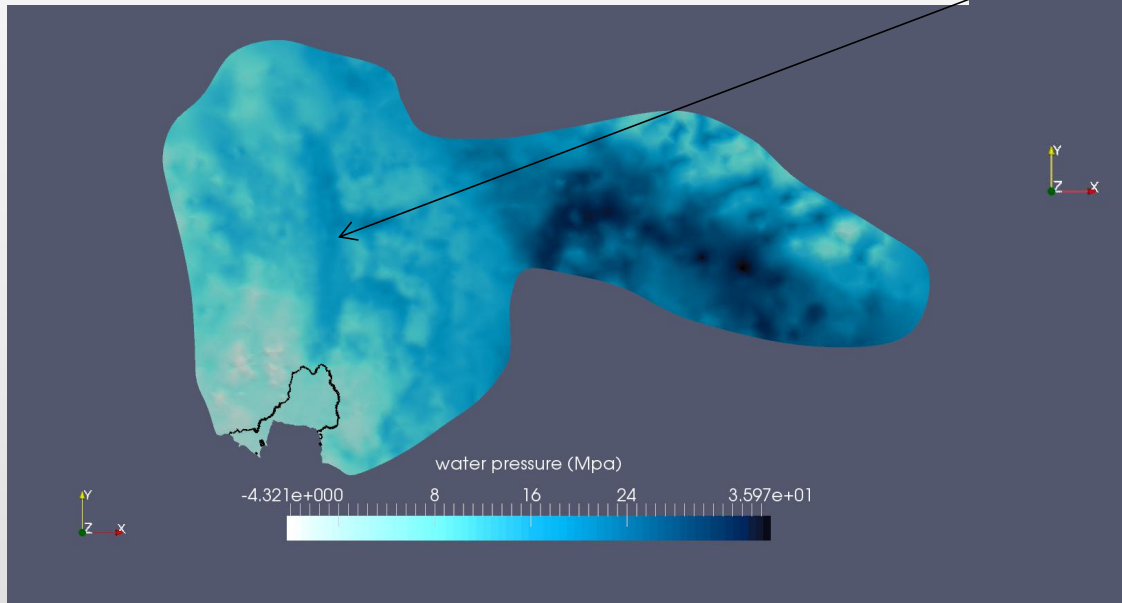 Y
Z X
water pressure (Mpa)
-4.321e+000 8 16 24 3.597e+01
Y
Z X